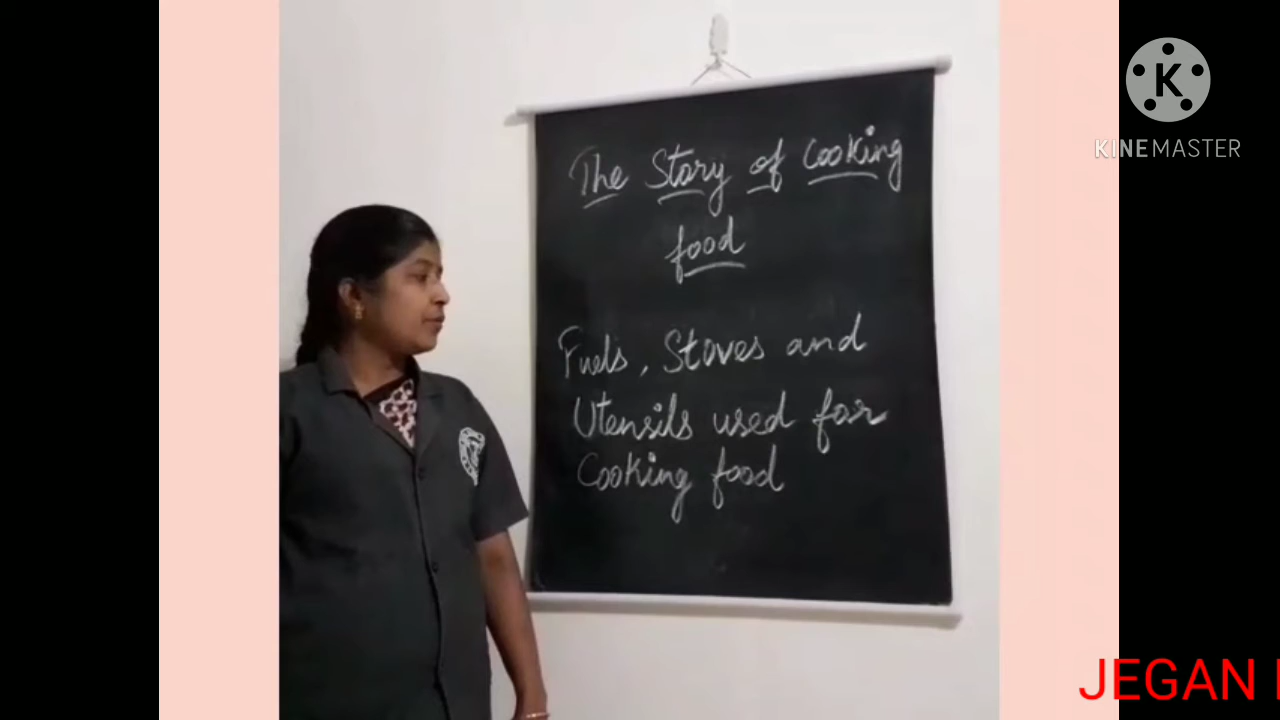 The Story of Cooking
food
Fuels, Stoves and
Utensils used for
Cooking food
K
KINEMASTER
JEGAN